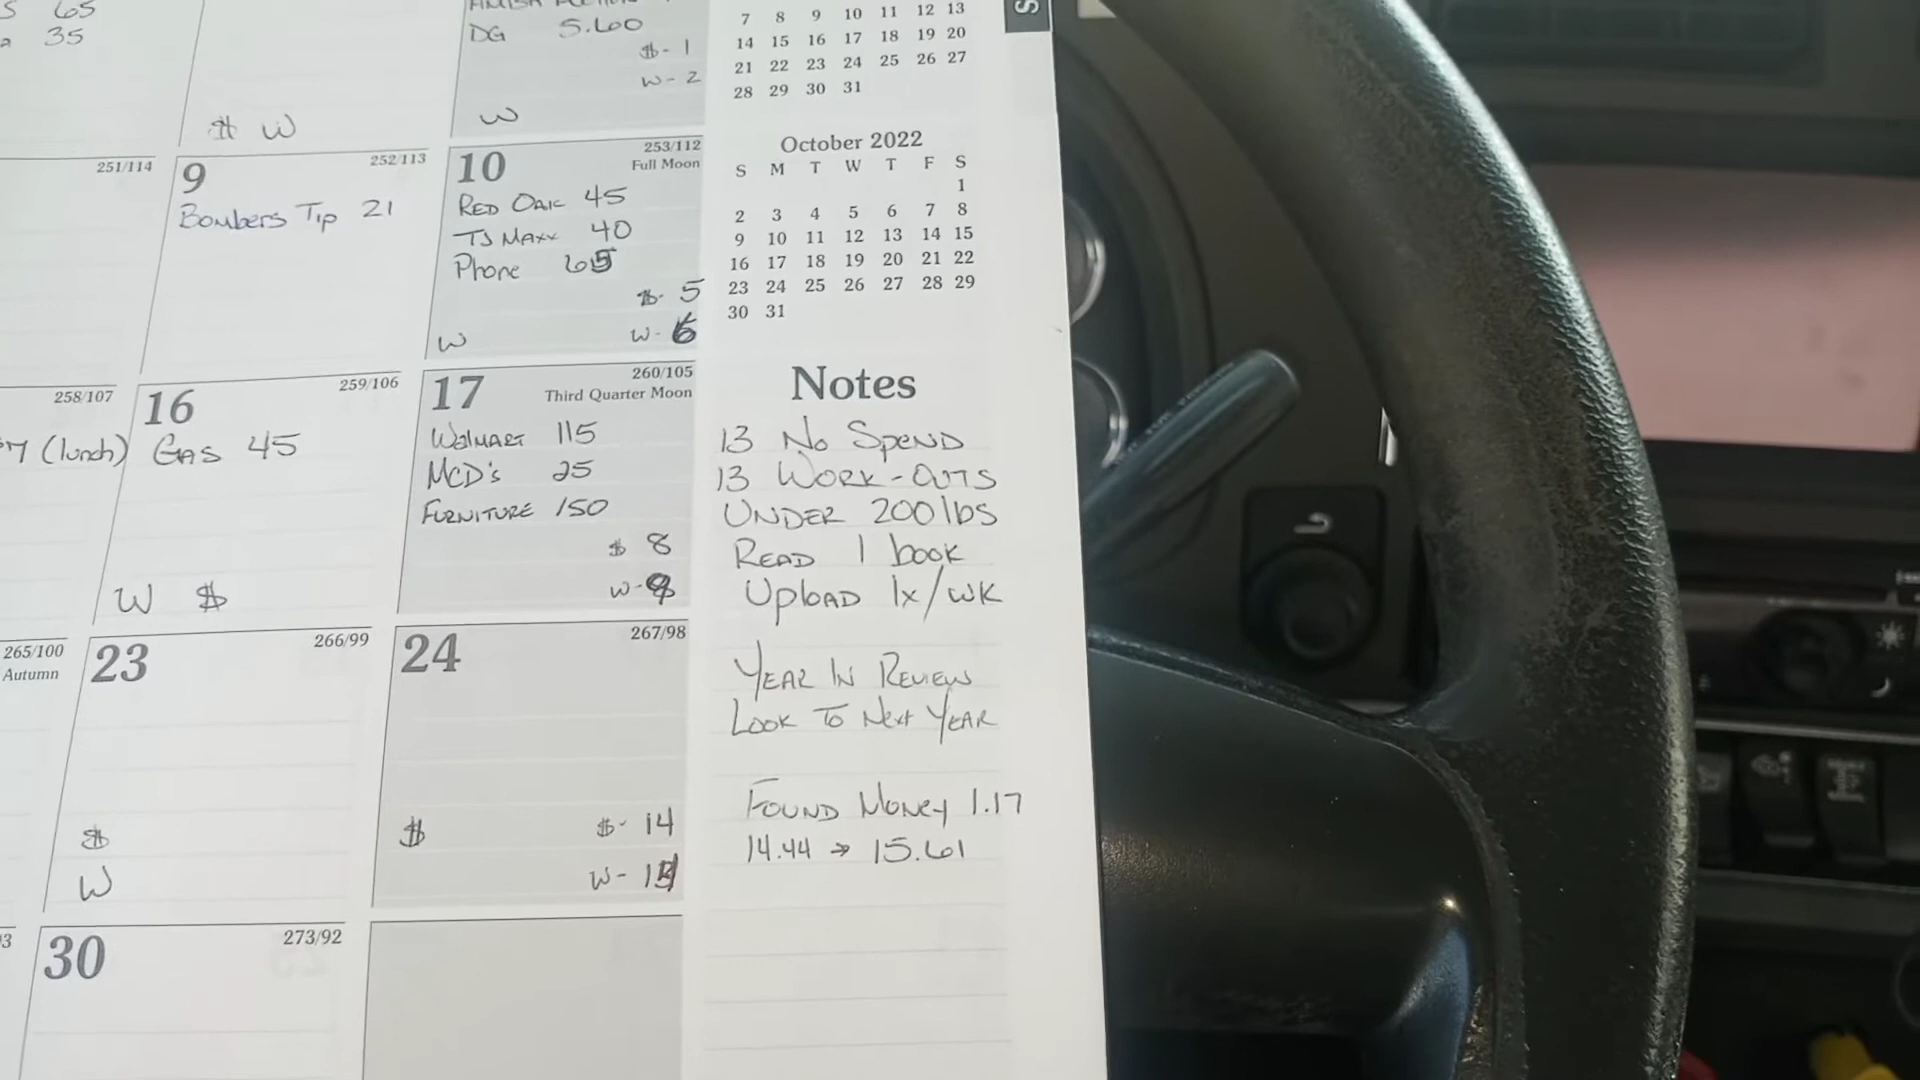 65
35
$ W
DG 5.60
$- 1
W- 2
W
7 8 9 10 11 12 13
14 15 16 17 18 19 20
21 22 23 24 25 26 27
28 29 30 31
S
251/114
9 252/113
Bombers Tip 21
10 253/112
Full Moon
RED OAK 45
TJ MAXX 40
Phone 65
$- 5
W W- 6
October 2022
S M T W T F S
1
2 3 4 5 6 7 8
9 10 11 12 13 14 15
16 17 18 19 20 21 22
23 24 25 26 27 28 29
30 31
258/107
(lunch)
16 259/106
GAS 45
W $
17 260/105
Third Quarter Moon
WALMART 115
MCD's 25
FURNITURE 150
$ 8
W- 9
Notes
13 No SPEND
13 WORK-OUTS
UNDER 200 lbs
READ 1 book
UPLOAD 1x/WK
YEAR IN REVIEW
LOOK TO NEXT YEAR
FOUND MONEY 1.17
14.44 → 15.61
265/100
Autumn
23 266/99
$
W
24 267/98
$ $- 14
W-
3
30 273/92